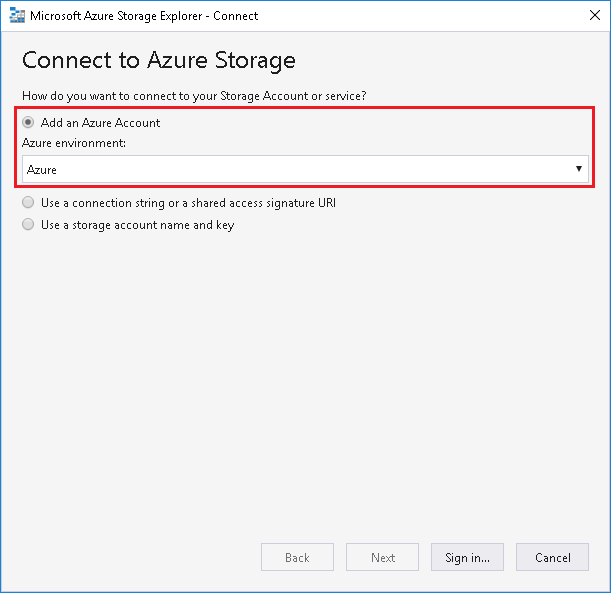 Microsoft Azure Storage Explorer - Connect
Connect to Azure Storage
How do you want to connect to your Storage Account or service?
Add an Azure Account
Azure environment:
Azure
Use a connection string or a shared access signature URI
Use a storage account name and key
Back Next Sign in... Cancel